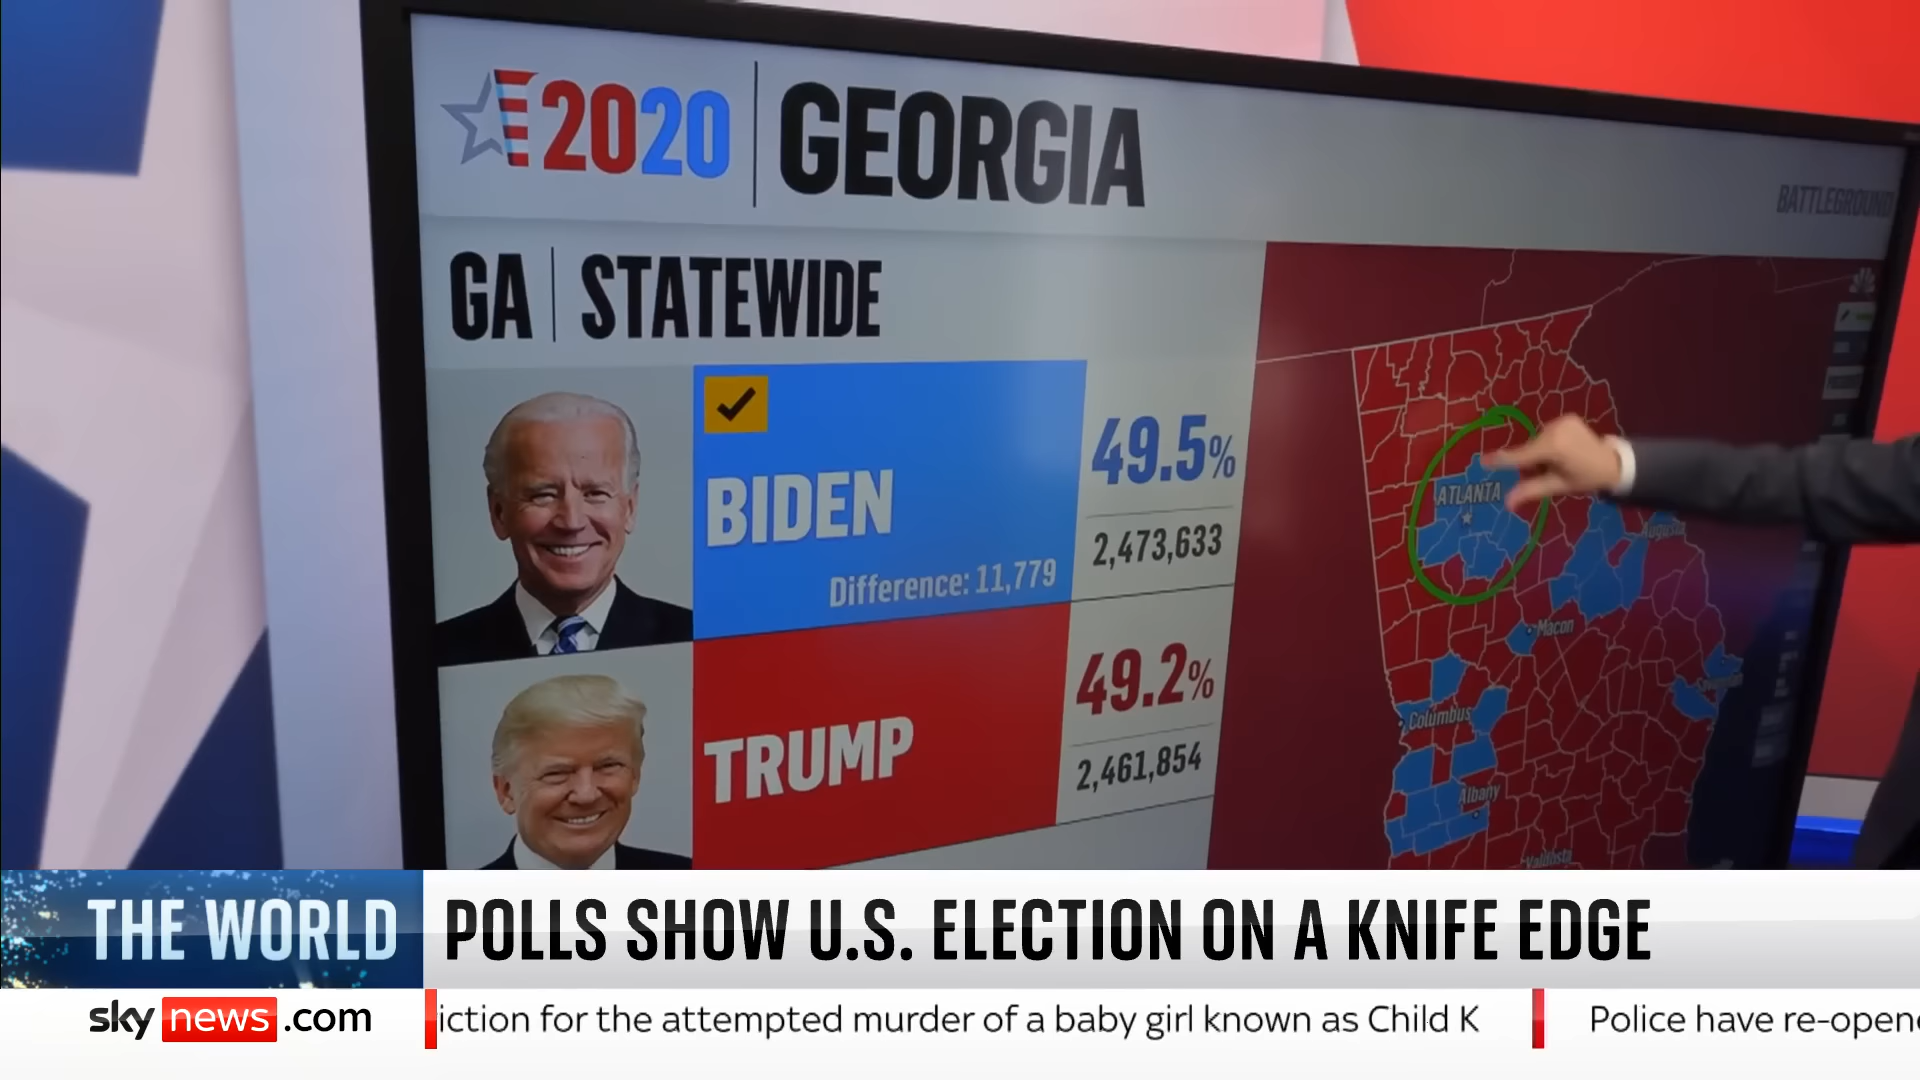 2020 GEORGIA
BATTLEGROUND
GA STATEWIDE
BIDEN
49.5%
Difference: 11,779
2,473,633
TRUMP
49.2%
2,461,854
ATLANTA
Augusta
Macon
Columbus
Savannah
Albany
Valdosta
THE WORLD
POLLS SHOW U.S. ELECTION ON A KNIFE EDGE
sky news.com
iction for the attempted murder of a baby girl known as Child K
Police have re-open